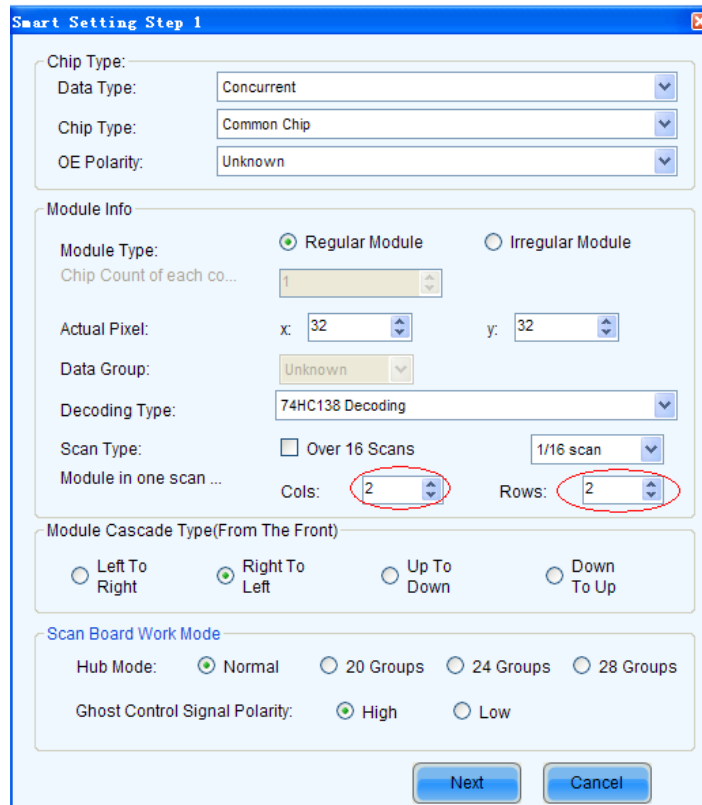 Smart Setting Step 1
Chip Type:
Data Type: Concurrent
Chip Type: Common Chip
OE Polarity: Unknown
Module Info
Module Type: Regular Module Irregular Module
Chip Count of each co... 1
Actual Pixel: x: 32 y: 32
Data Group: Unknown
Decoding Type: 74HC138 Decoding
Scan Type: Over 16 Scans 1/16 scan
Module in one scan ... Cols: 2 Rows: 2
Module Cascade Type(From The Front)
Left To Right Right To Left Up To Down Down To Up
Scan Board Work Mode
Hub Mode: Normal 20 Groups 24 Groups 28 Groups
Ghost Control Signal Polarity: High Low
Next Cancel